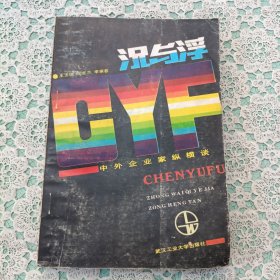 沉与浮
CYF
中外企业家纵横谈
CHENYUFU
ZHONG WAI QI YE JIA
ZONG HENG TAN
武汉工业大学出版社